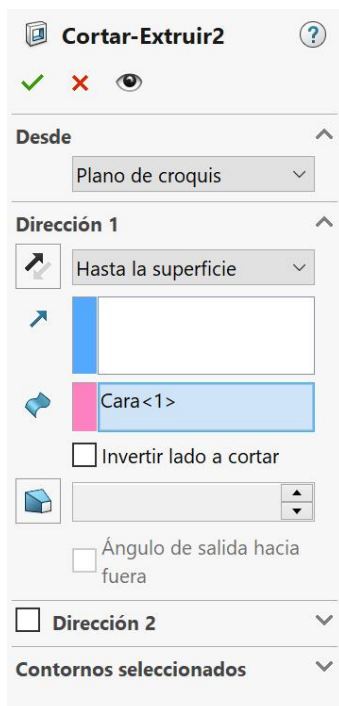 Cortar-Extruir2
?
Desde
Plano de croquis
Dirección 1
Hasta la superficie
Cara<1>
Invertir lado a cortar
Ángulo de salida hacia
fuera
Dirección 2
Contornos seleccionados